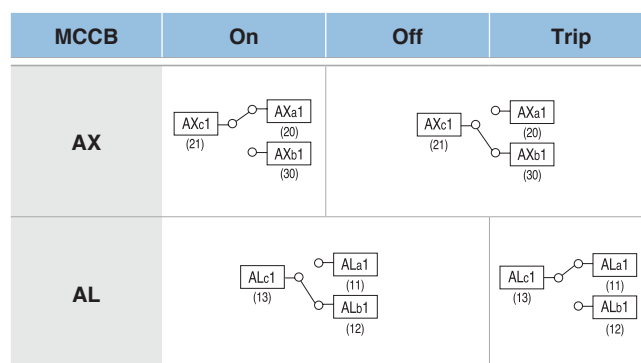 MCCB On Off Trip
AX
AXc1
(21)
AXa1
(20)
AXb1
(30)
AXc1
(21)
AXa1
(20)
AXb1
(30)
AL
ALc1
(13)
ALa1
(11)
ALb1
(12)
ALc1
(13)
ALa1
(11)
ALb1
(12)